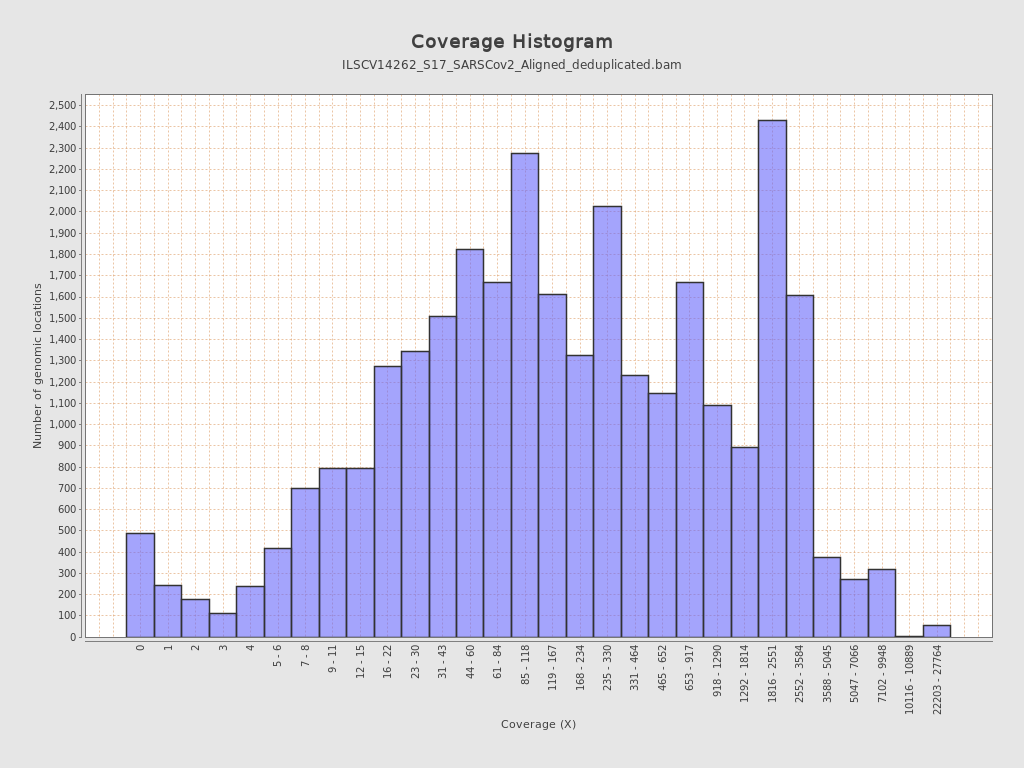 Coverage Histogram
ILSCV14262_S17_SARSCov2_Aligned_deduplicated.bam
Number of genomic locations
2,500
2,400
2,300
2,200
2,100
2,000
1,900
1,800
1,700
1,600
1,500
1,400
1,300
1,200
1,100
1,000
900
800
700
600
500
400
300
200
100
0
0
1
2
3
4
5 - 6
7 - 8
9 - 11
12 - 15
16 - 22
23 - 30
31 - 43
44 - 60
61 - 84
85 - 118
119 - 167
168 - 234
235 - 330
331 - 464
465 - 652
653 - 917
918 - 1290
1292 - 1814
1816 - 2551
2552 - 3584
3588 - 5045
5047 - 7066
7102 - 9948
10116 - 10889
22203 - 27764
Coverage (X)